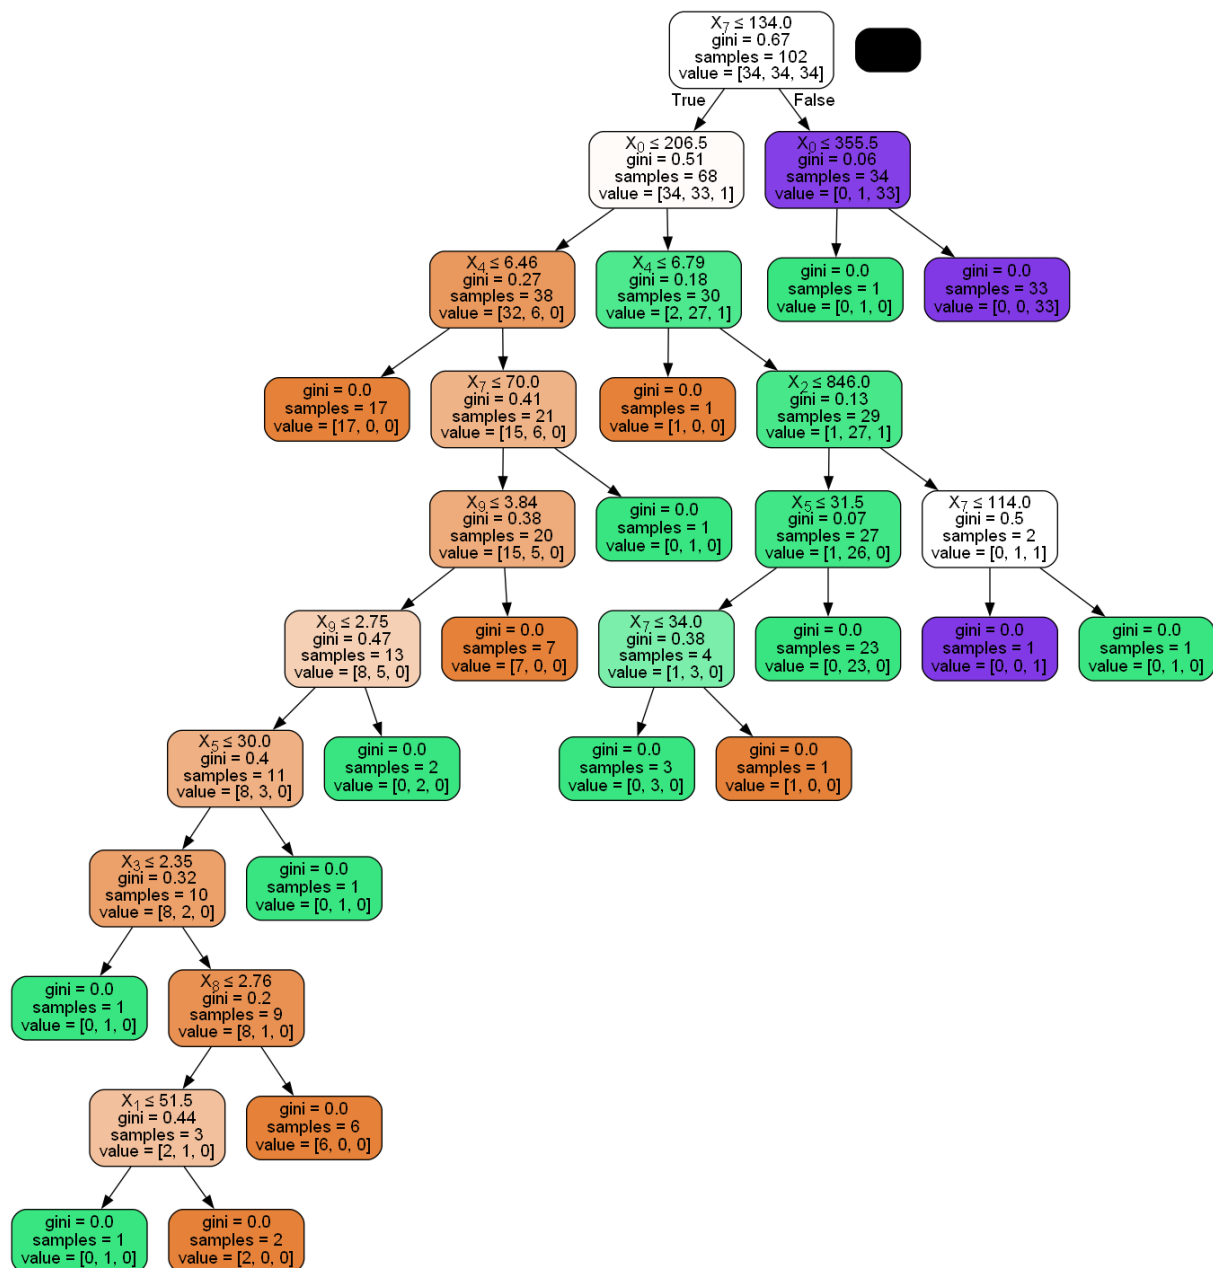 X7 ≤ 134.0
gini = 0.67
samples = 102
value = [34, 34, 34]
True
False
X0 ≤ 206.5
gini = 0.51
samples = 68
value = [34, 33, 1]
X0 ≤ 355.5
gini = 0.06
samples = 34
value = [0, 1, 33]
X4 ≤ 6.46
gini = 0.27
samples = 38
value = [32, 6, 0]
X4 ≤ 6.79
gini = 0.18
samples = 30
value = [2, 27, 1]
gini = 0.0
samples = 1
value = [0, 1, 0]
gini = 0.0
samples = 33
value = [0, 0, 33]
gini = 0.0
samples = 17
value = [17, 0, 0]
X7 ≤ 70.0
gini = 0.41
samples = 21
value = [15, 6, 0]
gini = 0.0
samples = 1
value = [1, 0, 0]
X2 ≤ 846.0
gini = 0.13
samples = 29
value = [1, 27, 1]
X9 ≤ 3.84
gini = 0.38
samples = 20
value = [15, 5, 0]
gini = 0.0
samples = 1
value = [0, 1, 0]
X5 ≤ 31.5
gini = 0.07
samples = 27
value = [1, 26, 0]
X7 ≤ 114.0
gini = 0.5
samples = 2
value = [0, 1, 1]
X9 ≤ 2.75
gini = 0.47
samples = 13
value = [8, 5, 0]
gini = 0.0
samples = 7
value = [7, 0, 0]
X7 ≤ 34.0
gini = 0.38
samples = 4
value = [1, 3, 0]
gini = 0.0
samples = 23
value = [0, 23, 0]
gini = 0.0
samples = 1
value = [0, 0, 1]
gini = 0.0
samples = 1
value = [0, 1, 0]
X5 ≤ 30.0
gini = 0.4
samples = 11
value = [8, 3, 0]
gini = 0.0
samples = 2
value = [0, 2, 0]
gini = 0.0
samples = 3
value = [0, 3, 0]
gini = 0.0
samples = 1
value = [1, 0, 0]
X3 ≤ 2.35
gini = 0.32
samples = 10
value = [8, 2, 0]
gini = 0.0
samples = 1
value = [0, 1, 0]
gini = 0.0
samples = 1
value = [0, 1, 0]
X8 ≤ 2.76
gini = 0.2
samples = 9
value = [8, 1, 0]
X1 ≤ 51.5
gini = 0.44
samples = 3
value = [2, 1, 0]
gini = 0.0
samples = 6
value = [6, 0, 0]
gini = 0.0
samples = 1
value = [0, 1, 0]
gini = 0.0
samples = 2
value = [2, 0, 0]